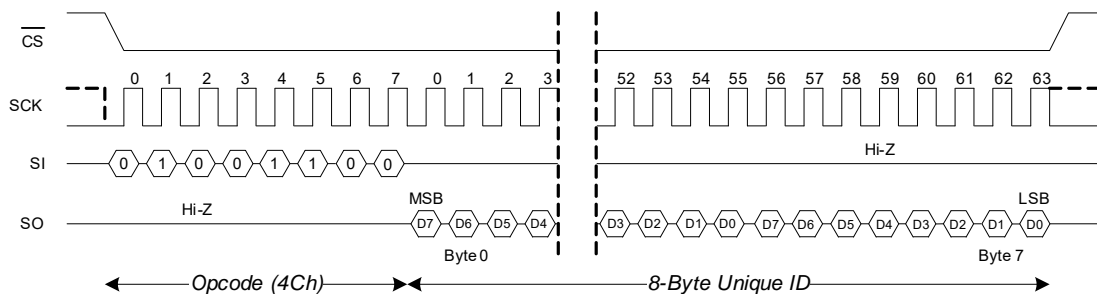 CS
0 1 2 3 4 5 6 7 0 1 2 3 52 53 54 55 56 57 58 59 60 61 62 63
SCK
Hi-Z
SI 0 1 0 0 1 1 0 0
Hi-Z MSB LSB
SO D7 D6 D5 D4 D3 D2 D1 D0 D7 D6 D5 D4 D3 D2 D1 D0
Byte 0 Byte 7
Opcode (4Ch) 8-Byte Unique ID